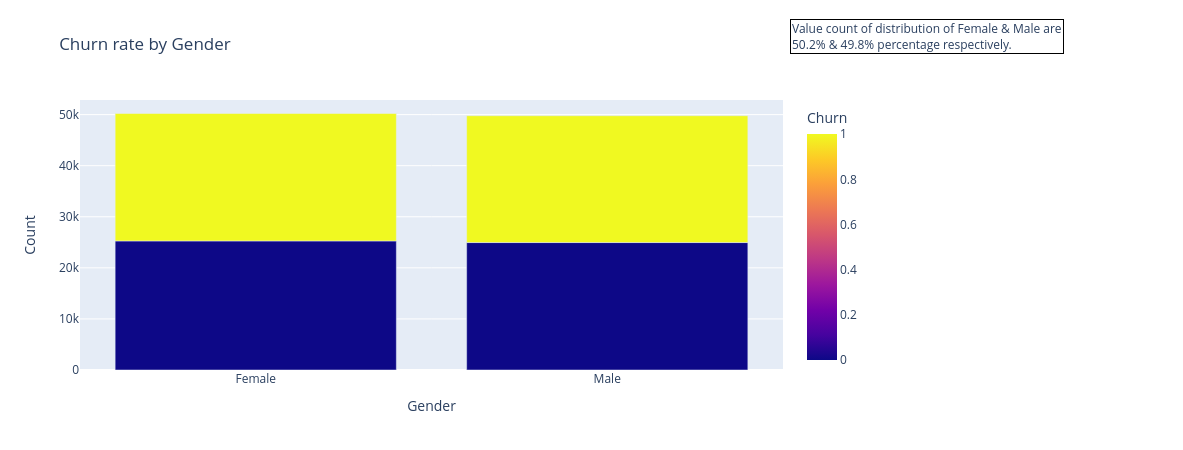 Value count of distribution of Female & Male are
50.2% & 49.8% percentage respectively.
Churn rate by Gender
Churn
50k
40k
30k
20k
10k
0
Count
1
0.8
0.6
0.4
0.2
0
Female
Male
Gender